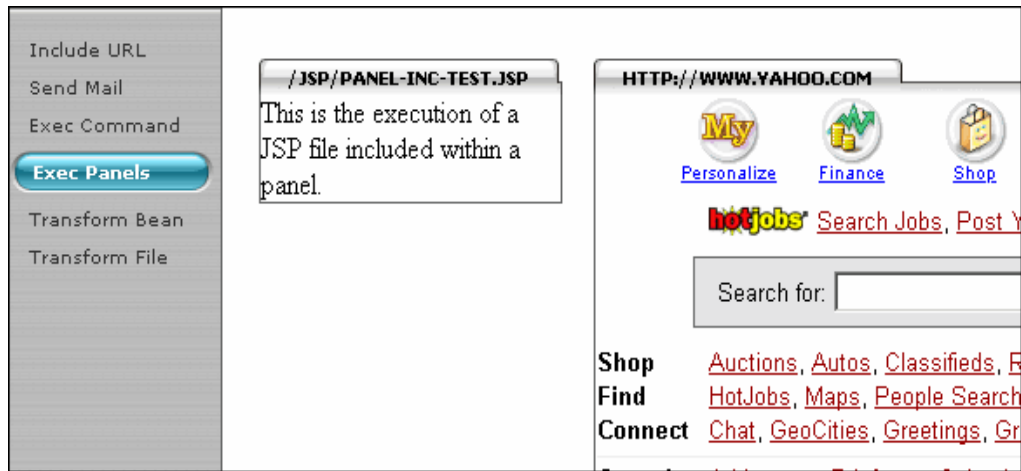 Include URL
Send Mail
Exec Command
Exec Panels
Transform Bean
Transform File
/JSP/PANEL-INC-TEST.JSP
This is the execution of a
JSP file included within a
panel.
HTTP://WWW.YAHOO.COM
My
Personalize Finance Shop
hotjobs Search Jobs, Post
Search for:
Shop Auctions, Autos, Classifieds,
Find HotJobs, Maps, People Search
Connect Chat, GeoCities, Greetings,